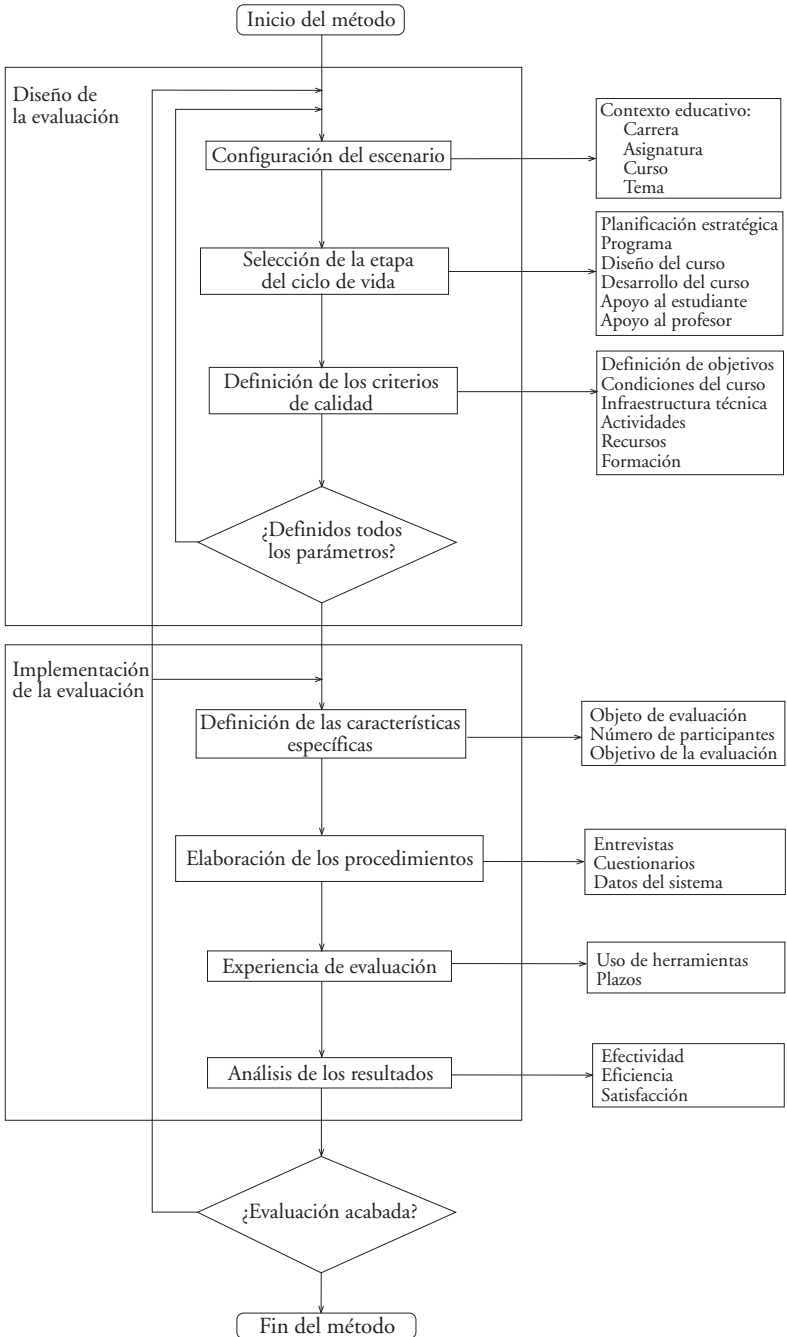 Inicio del método
Diseño de
la evaluación
Configuración del escenario
Contexto educativo:
Carrera
Asignatura
Curso
Tema
Selección de la etapa
del ciclo de vida
Planificación estratégica
Programa
Diseño del curso
Desarrollo del curso
Apoyo al estudiante
Apoyo al profesor
Definición de los criterios
de calidad
Definición de objetivos
Condiciones del curso
Infraestructura técnica
Actividades
Recursos
Formación
¿Definidos todos
los parámetros?
Implementación
de la evaluación
Definición de las características
específicas
Objeto de evaluación
Número de participantes
Objetivo de la evaluación
Elaboración de los procedimientos
Entrevistas
Cuestionarios
Datos del sistema
Experiencia de evaluación
Uso de herramientas
Plazos
Análisis de los resultados
Efectividad
Eficiencia
Satisfacción
¿Evaluación acabada?
Fin del método